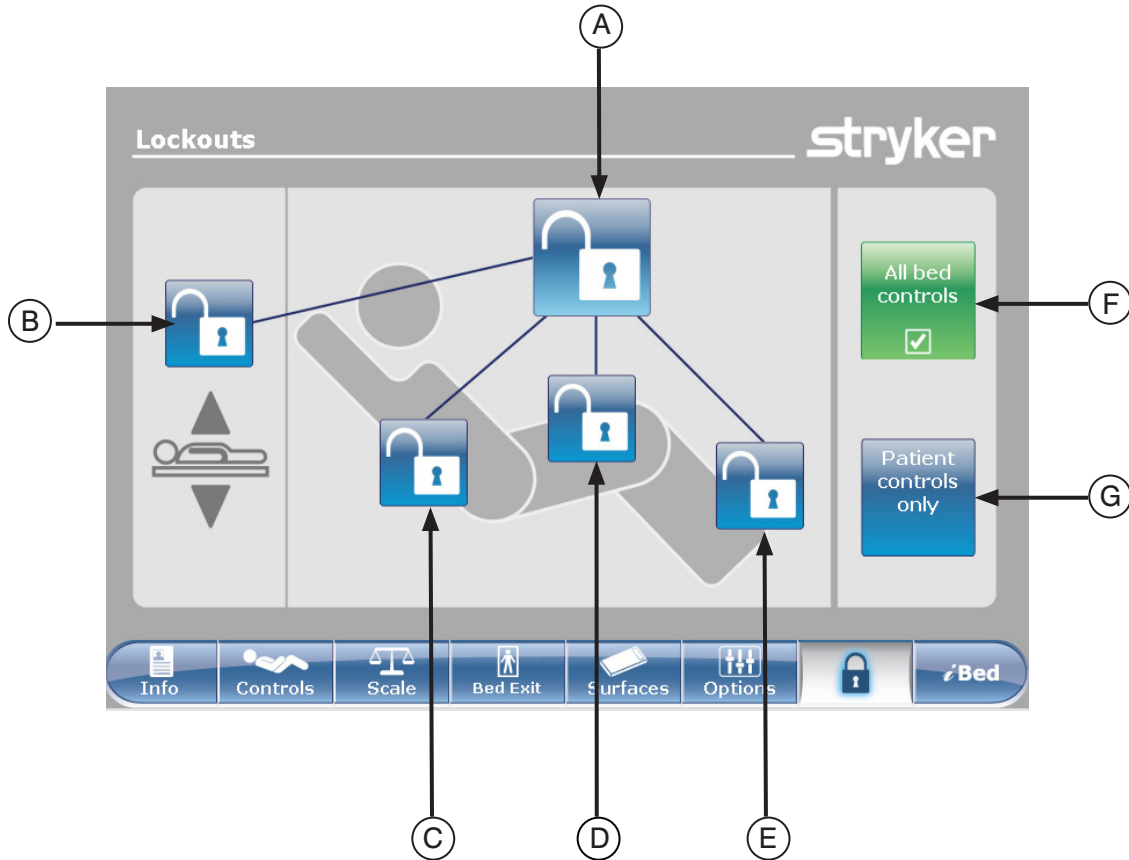 A
Lockouts
stryker
B
All bed
controls
F
Patient
controls
only
G
Info
Controls
Scale
Bed Exit
Surfaces
Options
iBed
C
D
E